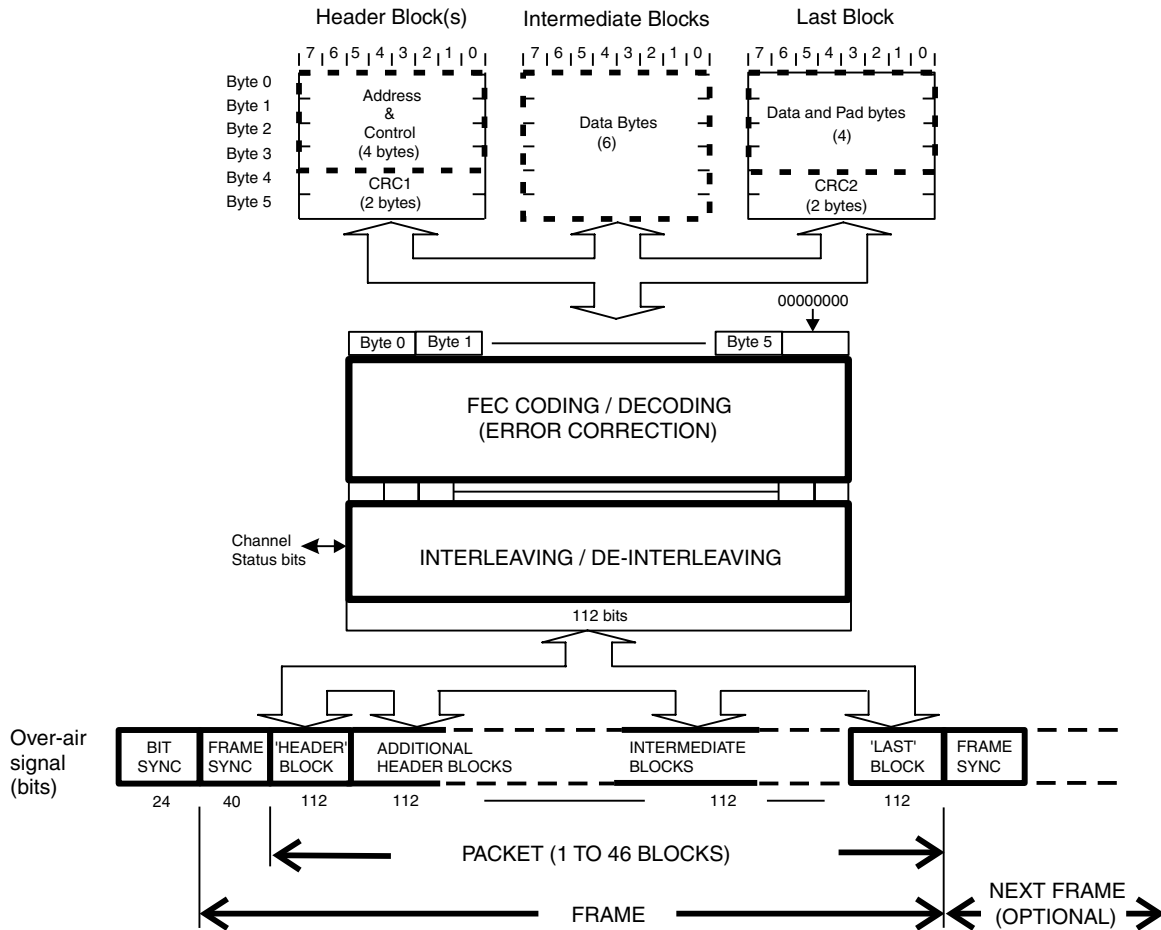 Header Block(s)
Intermediate Blocks
Last Block
7 6 5 4 3 2 1 0
7 6 5 4 3 2 1 0
7 6 5 4 3 2 1 0
Byte 0
Byte 1
Byte 2
Byte 3
Byte 4
Byte 5
Address
&
Control
(4 bytes)
CRC1
(2 bytes)
Data Bytes
(6)
Data and Pad bytes
(4)
CRC2
(2 bytes)
00000000
Byte 0
Byte 1
Byte 5
FEC CODING / DECODING
(ERROR CORRECTION)
Channel
Status bits
INTERLEAVING / DE-INTERLEAVING
112 bits
Over-air
signal
(bits)
BIT
SYNC
FRAME
SYNC
'HEADER'
BLOCK
ADDITIONAL
HEADER BLOCKS
INTERMEDIATE
BLOCKS
'LAST'
BLOCK
FRAME
SYNC
24
40
112
112
112
112
PACKET (1 TO 46 BLOCKS)
FRAME
NEXT FRAME
(OPTIONAL)